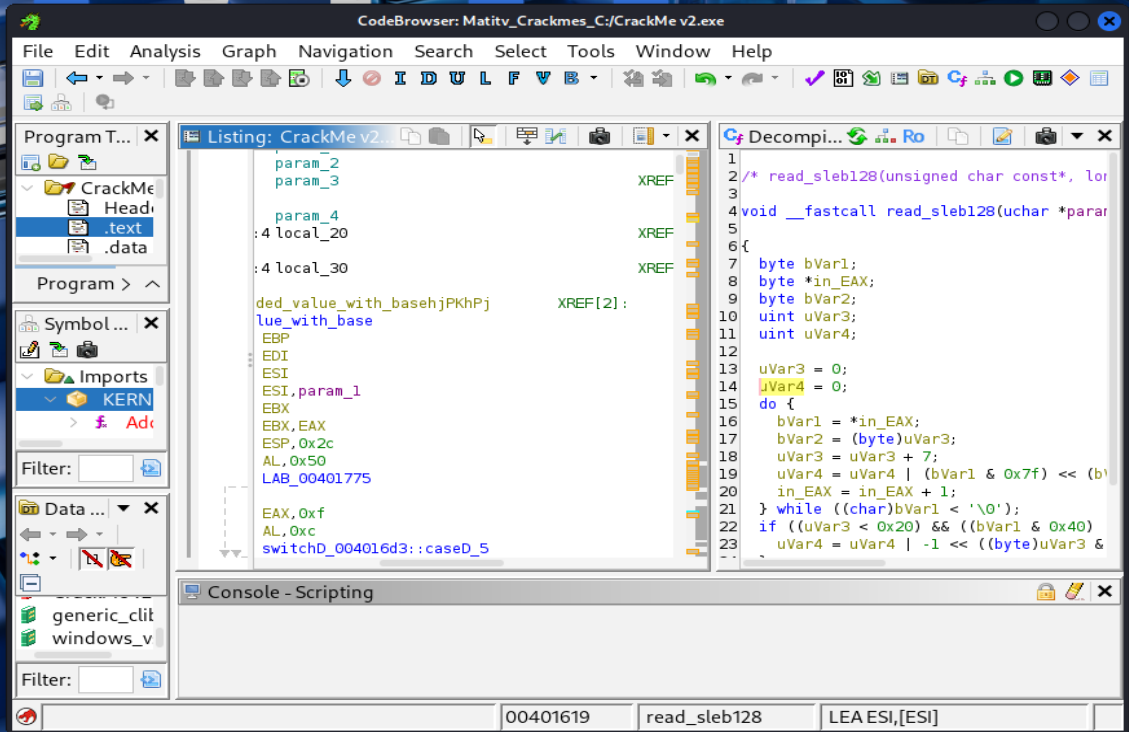 CodeBrowser: Matitv_Crackmes_C:/CrackMe v2.exe
File Edit Analysis Graph Navigation Search Select Tools Window Help
I D U L F V B
Program T...
CrackMe
Head
.text
.data
Program >
Symbol ...
Imports
KERN
f. Add
Filter:
Data ...
generic_clib
windows_v
Filter:
Listing: CrackMe v2...
param_2
param_3 XREF
param_4
:4 local_20 XREF
:4 local_30 XREF
ded_value_with_basehjPKhPj XREF[2]:
lue_with_base
EBP
EDI
ESI
ESI,param_1
EBX
EBX,EAX
ESP,0x2c
AL,0x50
LAB_00401775
EAX,0xf
AL,0xc
switchD_004016d3::caseD_5
Cf Decompi... Ro
1
2 /* read_sleb128(unsigned char const*, lon
3
4 void __fastcall read_sleb128(uchar *param
5
6 {
7 byte bVar1;
8 byte *in_EAX;
9 byte bVar2;
10 uint uVar3;
11 uint uVar4;
12
13 uVar3 = 0;
14 uVar4 = 0;
15 do {
16 bVar1 = *in_EAX;
17 bVar2 = (byte)uVar3;
18 uVar3 = uVar3 + 7;
19 uVar4 = uVar4 | (bVar1 & 0x7f) << (bV
20 in_EAX = in_EAX + 1;
21 } while ((char)bVar1 < '\0');
22 if ((uVar3 < 0x20) && ((bVar1 & 0x40)
23 uVar4 = uVar4 | -1 << ((byte)uVar3 &
Console - Scripting
00401619
read_sleb128
LEA ESI,[ESI]